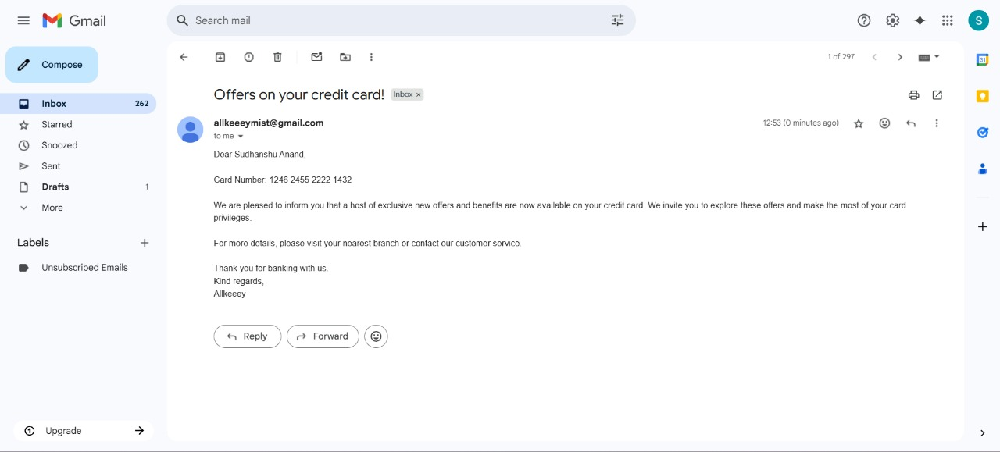 Gmail
Search mail
S
Compose
1 of 297
31
Offers on your credit card! Inbox x
Inbox 262
allkeeeymist@gmail.com 12:53 (0 minutes ago)
Starred
to me
Snoozed
Dear Sudhanshu Anand,
Sent
Card Number: 1246 2455 2222 1432
Drafts 1
More
We are pleased to inform you that a host of exclusive new offers and benefits are now available on your credit card. We invite you to explore these offers and make the most of your card
privileges.
Labels
For more details, please visit your nearest branch or contact our customer service.
Unsubscribed Emails
Thank you for banking with us.
Kind regards,
Allkeeey
Reply Forward
Upgrade